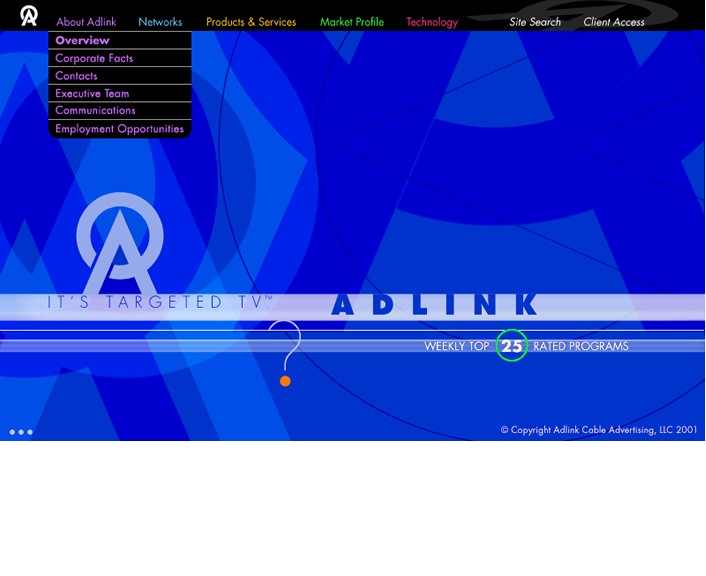 About Adlink Networks Products & Services Market Profile Technology Site Search Client Access
Overview
Corporate Facts
Contacts
Executive Team
Communications
Employment Opportunities
IT'S TARGETED TV™ ADLINK
WEEKLY TOP 25 RATED PROGRAMS
?
© Copyright Adlink Cable Advertising, LLC 2001